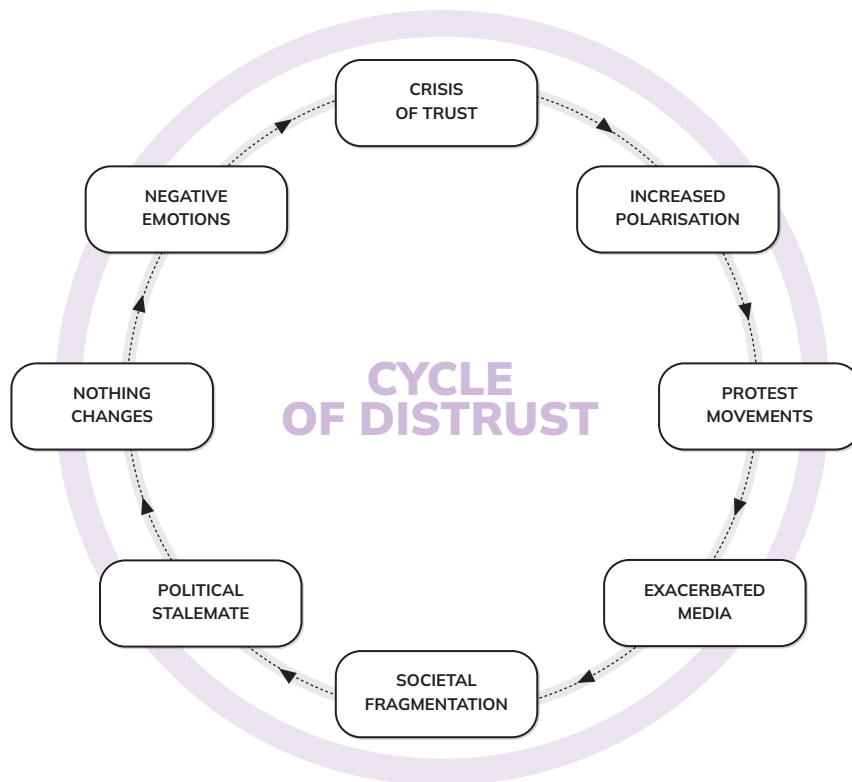 CRISIS
OF TRUST
INCREASED
POLARISATION
PROTEST
MOVEMENTS
EXACERBATED
MEDIA
SOCIETAL
FRAGMENTATION
POLITICAL
STALEMATE
NOTHING
CHANGES
NEGATIVE
EMOTIONS
CYCLE
OF DISTRUST